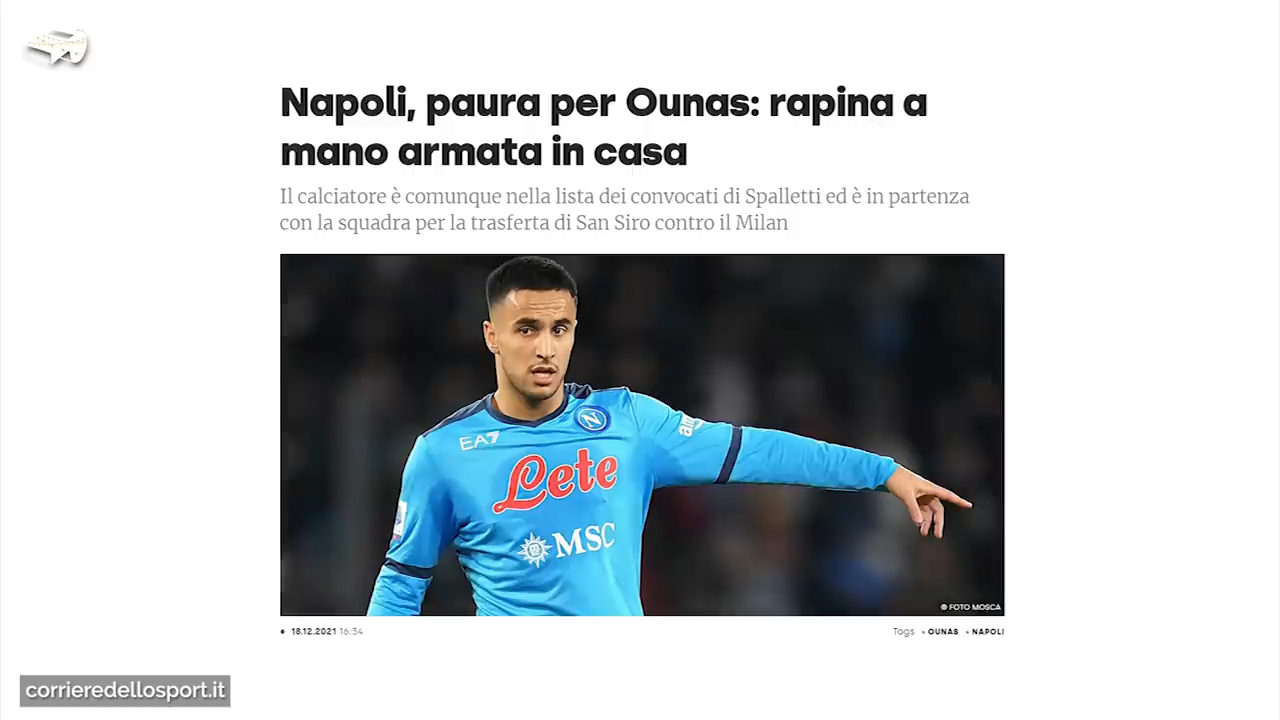 Napoli, paura per Ounas: rapina a
mano armata in casa
Il calciatore è comunque nella lista dei convocati di Spalletti ed è in partenza
con la squadra per la trasferta di San Siro contro il Milan
EA7
N
Lete
MSC
© FOTO MOSCA
18.12.2021 16:34
Tags OUNAS NAPOLI
corrieredellosport.it